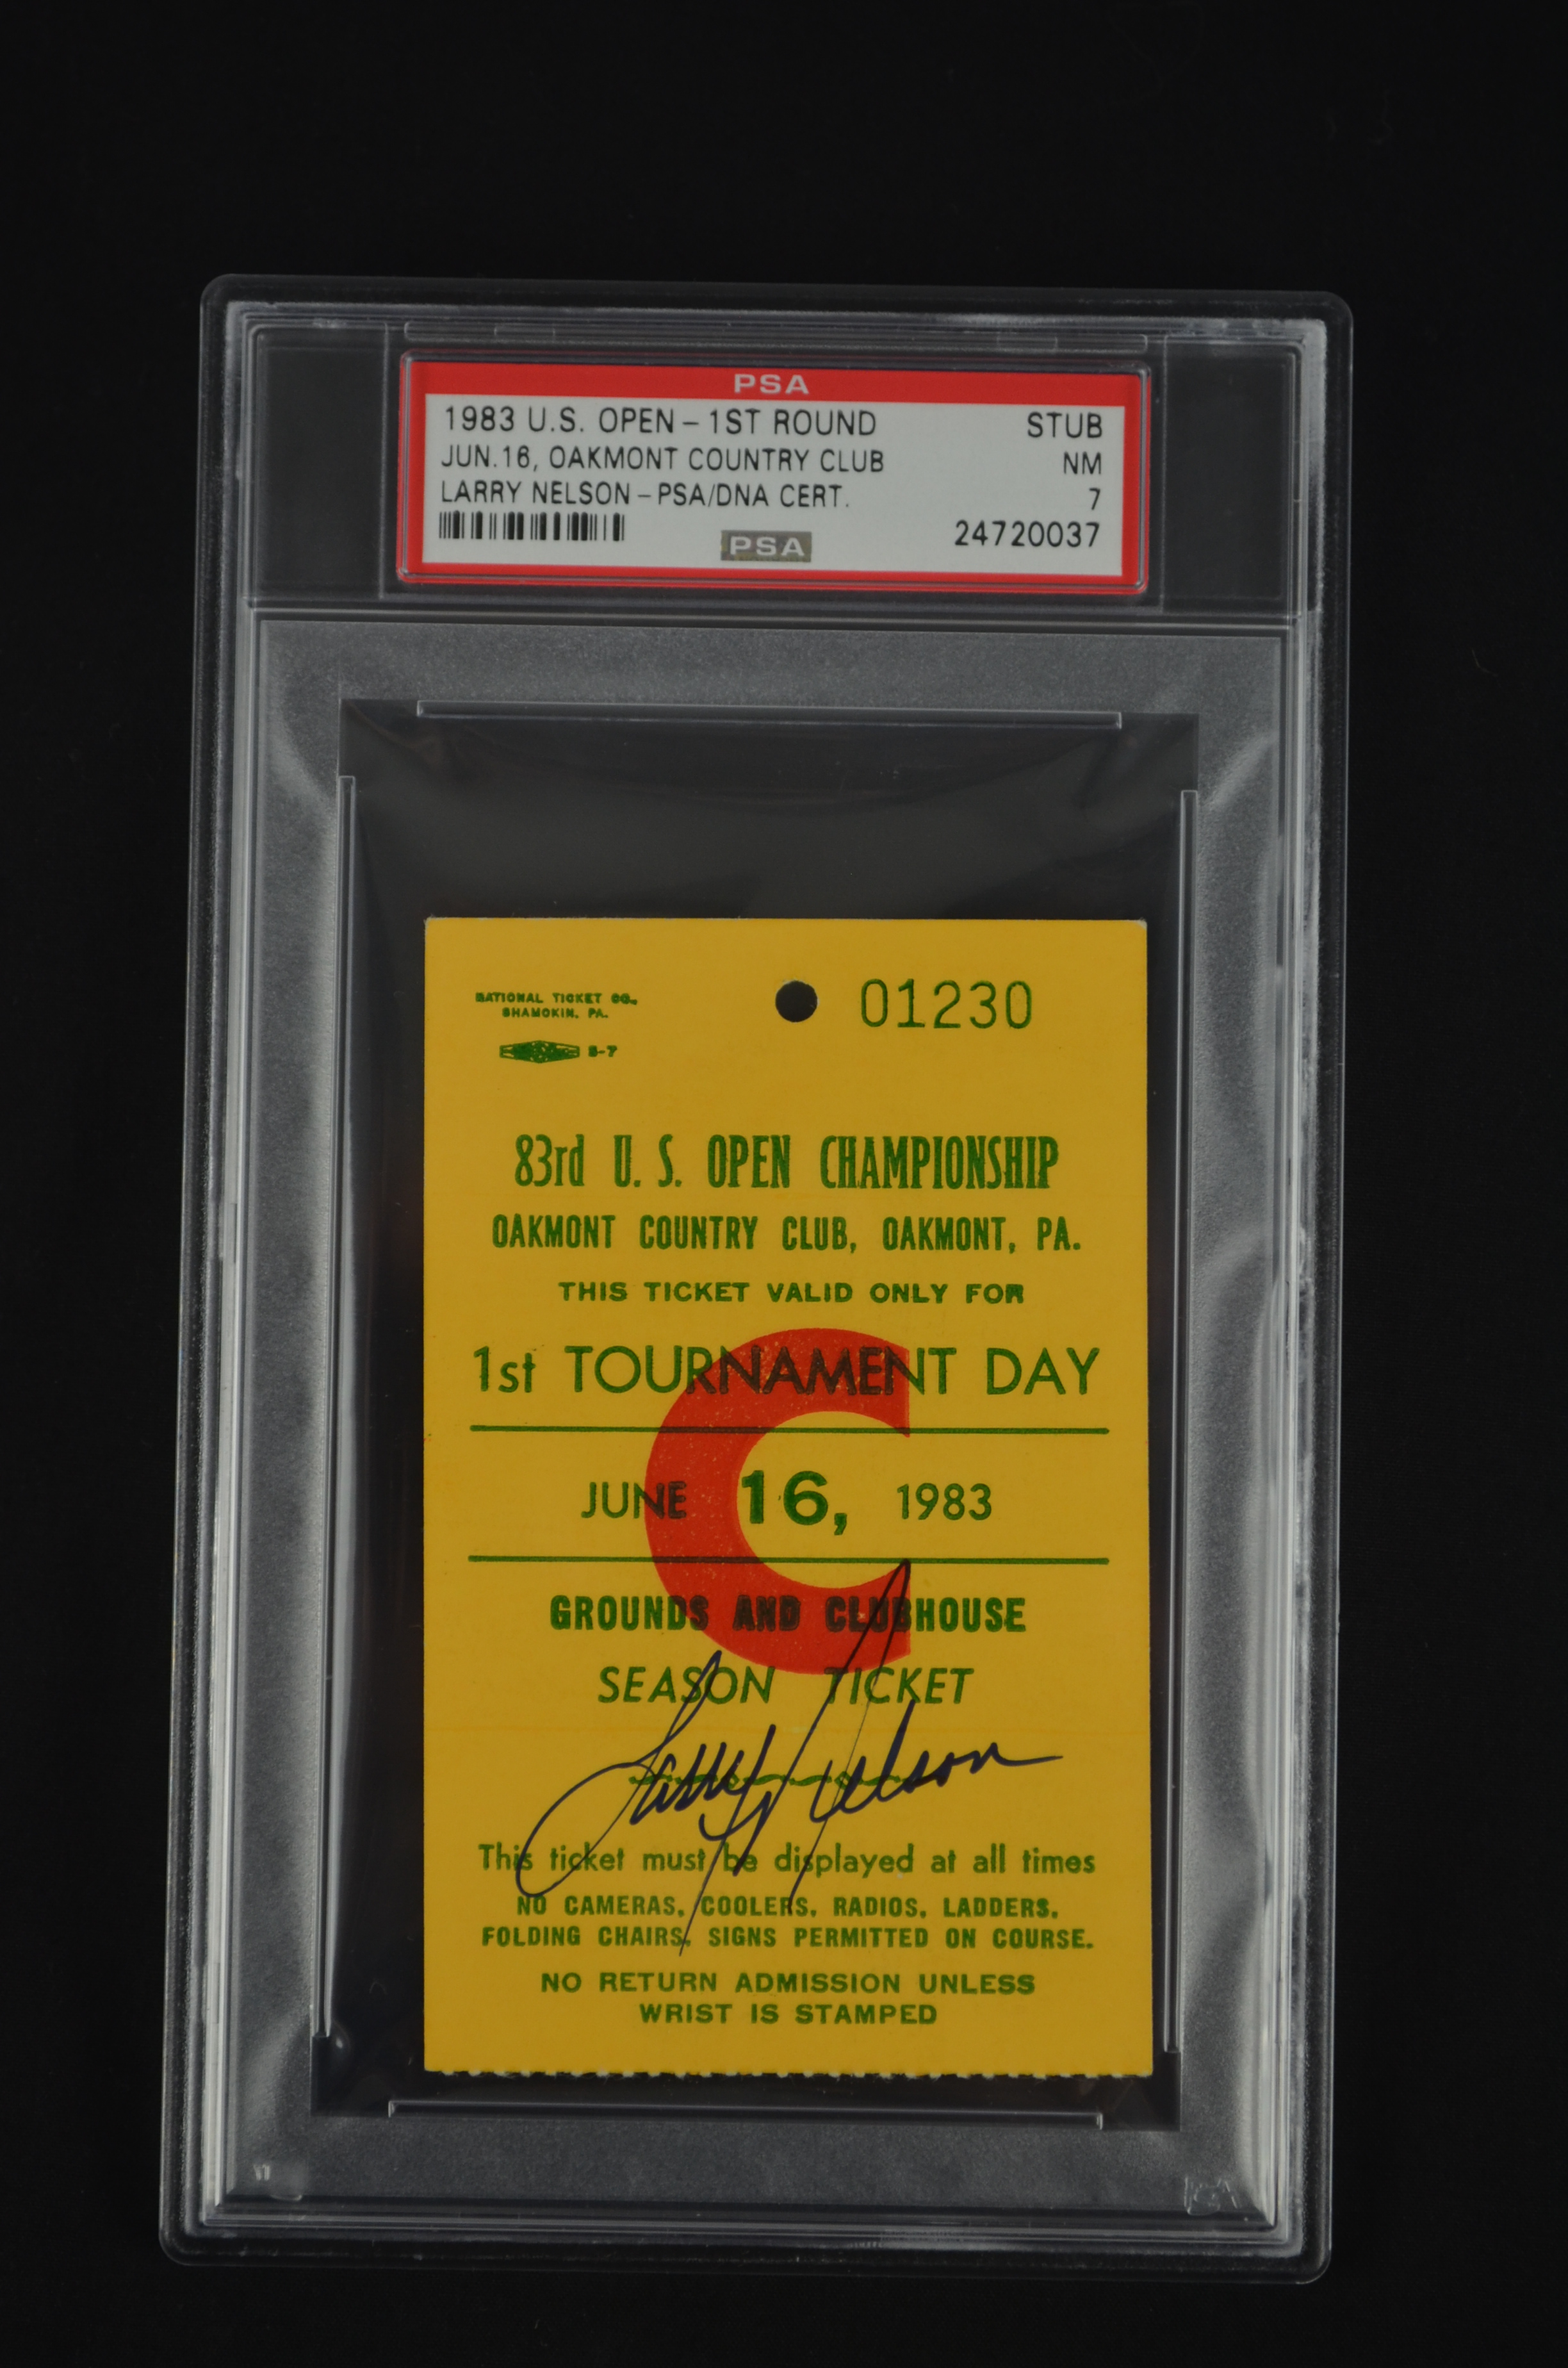 PSA
1983 U.S. OPEN – 1ST ROUND STUB
JUN.16, OAKMONT COUNTRY CLUB NM
LARRY NELSON – PSA/DNA CERT. 7
PSA 24720037
NATIONAL TICKET CO. 01230
SHAMOKIN, PA.
83rd U. S. OPEN CHAMPIONSHIP
OAKMONT COUNTRY CLUB, OAKMONT, PA.
THIS TICKET VALID ONLY FOR
1st TOURNAMENT DAY
C
JUNE 16, 1983
GROUNDS AND CLUBHOUSE
SEASON TICKET
Larry Nelson
This ticket must be displayed at all times
NO CAMERAS, COOLERS, RADIOS, LADDERS,
FOLDING CHAIRS, SIGNS PERMITTED ON COURSE.
NO RETURN ADMISSION UNLESS
WRIST IS STAMPED